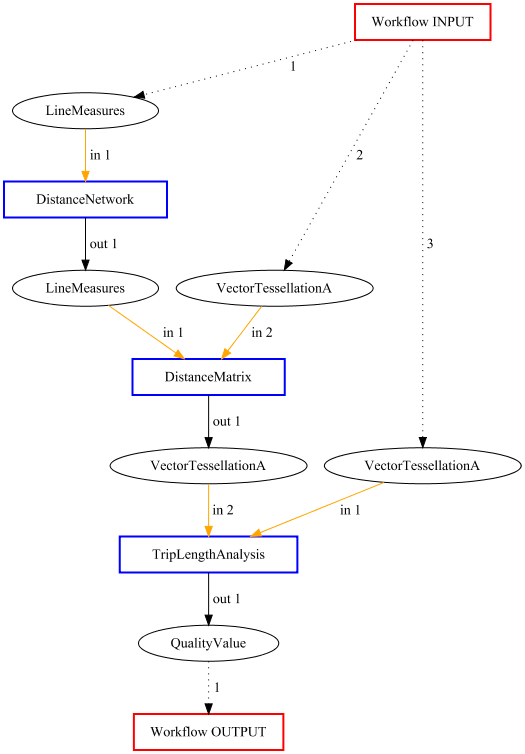 Workflow INPUT
1
LineMeasures
in 1
2
DistanceNetwork
3
out 1
LineMeasures
VectorTessellationA
in 1
in 2
DistanceMatrix
out 1
VectorTessellationA
VectorTessellationA
in 2
in 1
TripLengthAnalysis
out 1
QualityValue
1
Workflow OUTPUT